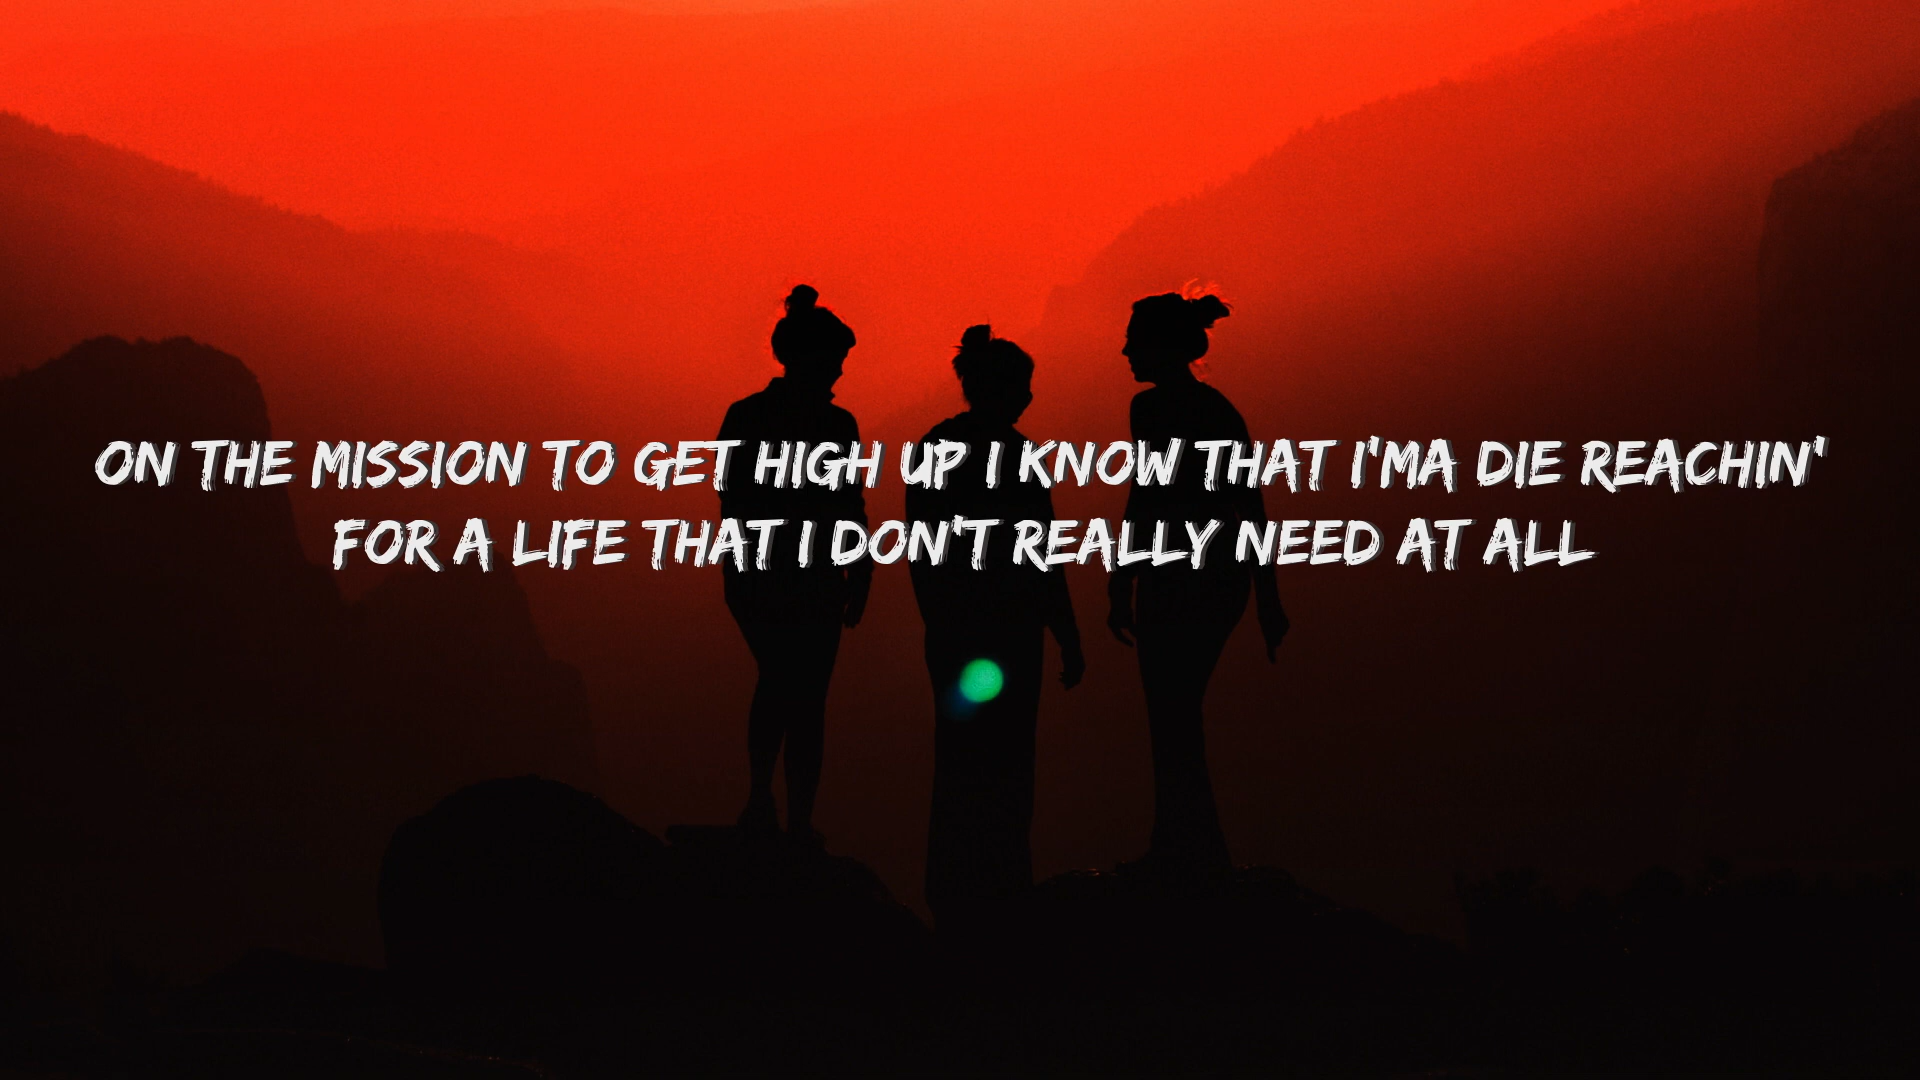 ON THE MISSION TO GET HIGH UP I KNOW THAT I'MA DIE REACHIN'
FOR A LIFE THAT I DON'T REALLY NEED AT ALL